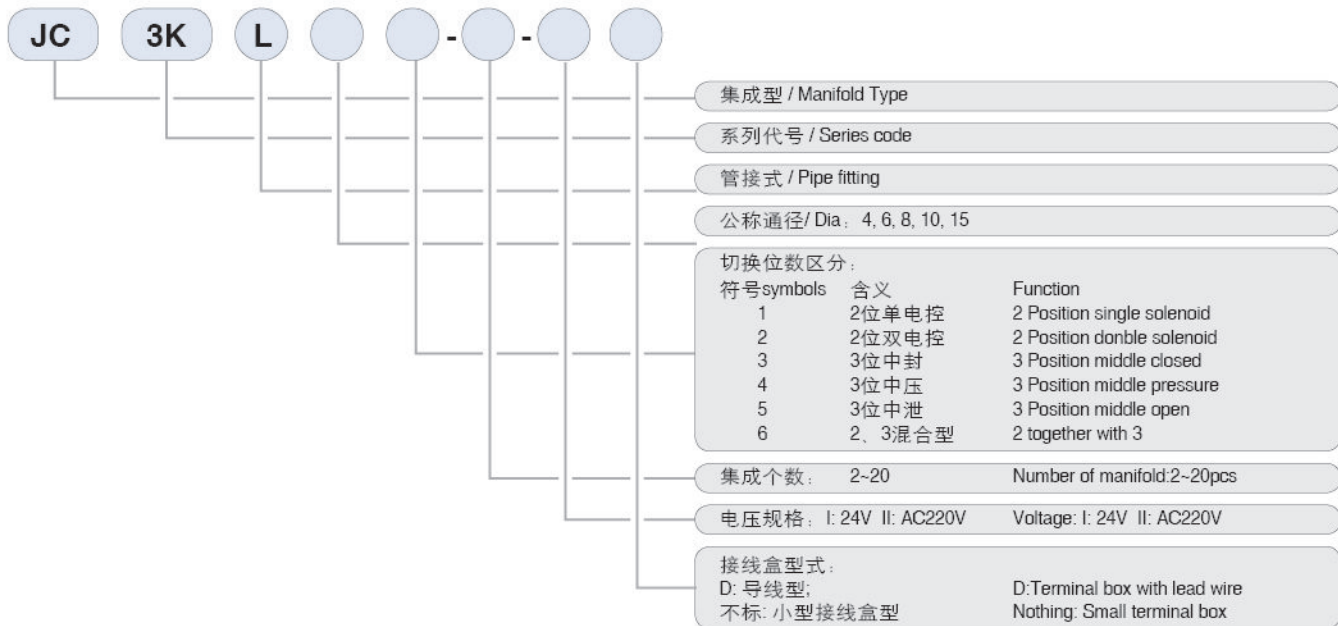 JC 3K L - -
集成型 / Manifold Type
系列代号 / Series code
管接式 / Pipe fitting
公称通径/ Dia：4, 6, 8, 10, 15
切换位数区分：
符号symbols 含义 Function
1 2位单电控 2 Position single solenoid
2 2位双电控 2 Position donble solenoid
3 3位中封 3 Position middle closed
4 3位中压 3 Position middle pressure
5 3位中泄 3 Position middle open
6 2、3混合型 2 together with 3
集成个数： 2~20 Number of manifold:2~20pcs
电压规格：I: 24V II: AC220V Voltage: I: 24V II: AC220V
接线盒型式：
D: 导线型; D:Terminal box with lead wire
不标: 小型接线盒型 Nothing: Small terminal box